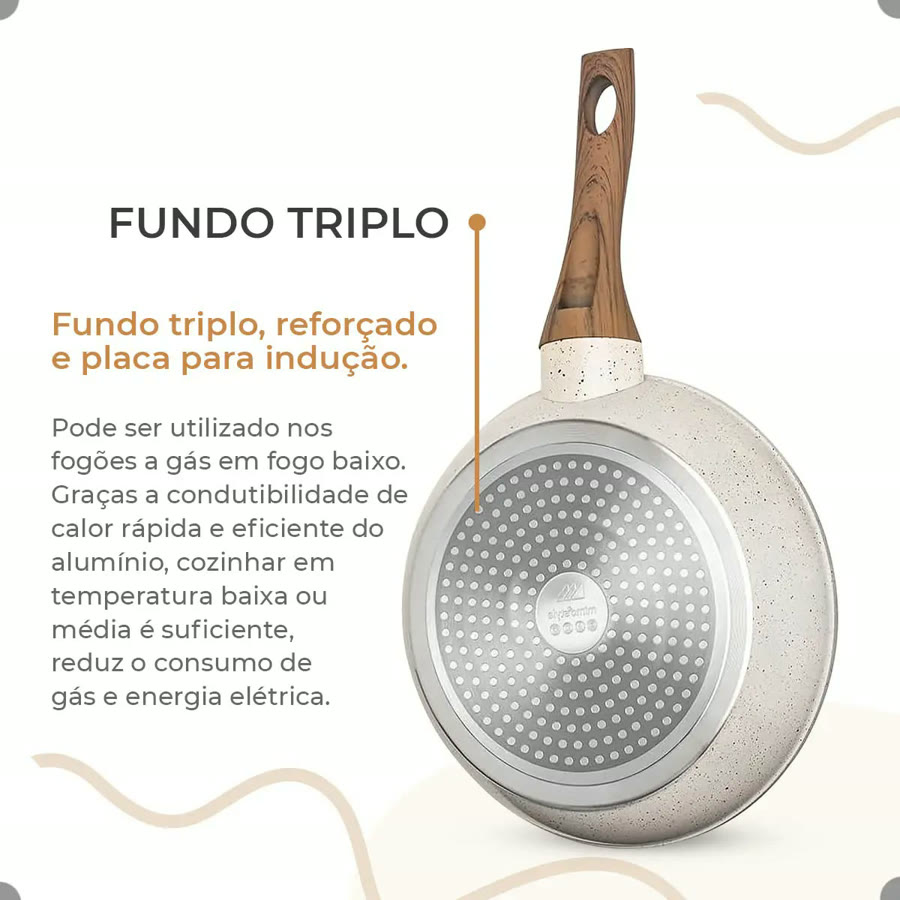 FUNDO TRIPLO
Fundo triplo, reforçado
e placa para indução.
Pode ser utilizado nos
fogões a gás em fogo baixo.
Graças a condutibilidade de
calor rápida e eficiente do
alumínio, cozinhar em
temperatura baixa ou
média é suficiente,
reduz o consumo de
gás e energia elétrica.